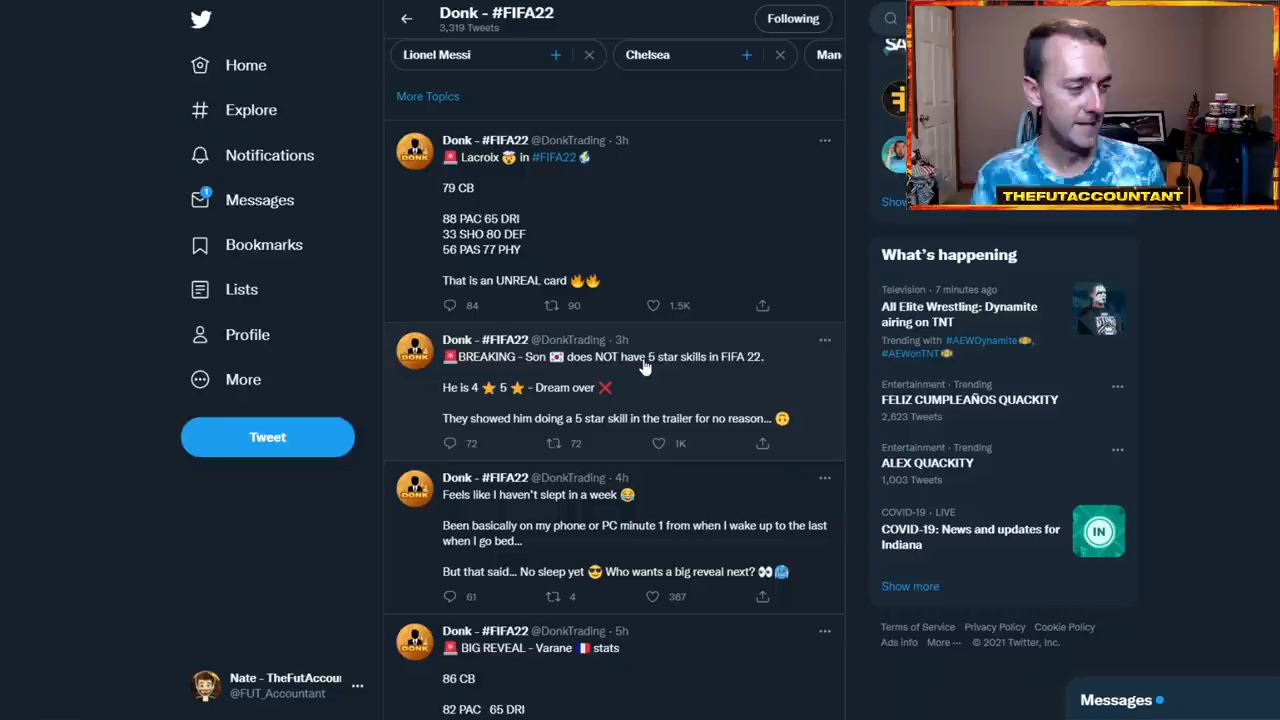 Donk - #FIFA22
3,319 Tweets
Following
Lionel Messi
Chelsea
More Topics
Home
Explore
Notifications
1
Messages
Bookmarks
Lists
Profile
More
Tweet
Nate - TheFutAccou
@FUT_Accountant
Donk - #FIFA22 @DonkTrading · 3h
🚨 Lacroix 🤯 in #FIFA22
79 CB
88 PAC 65 DRI
33 SHO 80 DEF
56 PAS 77 PHY
That is an UNREAL card 🔥🔥
84 90 1.5K
DONK
Donk - #FIFA22 @DonkTrading · 3h
🚨BREAKING - Son 🇰🇷 does NOT have 5 star skills in FIFA 22.
He is 4 ⭐ 5 ⭐ - Dream over ❌
They showed him doing a 5 star skill in the trailer for no reason... 🙃
72 72 1K
DONK
Donk - #FIFA22 @DonkTrading · 4h
Feels like I haven't slept in a week 😂
Been basically on my phone or PC minute 1 from when I wake up to the last
when I go bed...
But that said... No sleep yet 😎 Who wants a big reveal next? 👀🥶
61 4 367
DONK
Donk - #FIFA22 @DonkTrading · 5h
🚨 BIG REVEAL - Varane 🇫🇷 stats
86 CB
82 PAC 65 DRI
DONK
THEFUTACCOUNTANT
What's happening
Television · 7 minutes ago
All Elite Wrestling: Dynamite
airing on TNT
Trending with #AEWDynamite
#AEWonTNT
Entertainment · Trending
FELIZ CUMPLEAÑOS QUACKITY
2,623 Tweets
Entertainment · Trending
ALEX QUACKITY
1,003 Tweets
COVID-19 · LIVE
COVID-19: News and updates for
Indiana
IN
Show more
Terms of Service Privacy Policy Cookie Policy
Ads info More ··· © 2021 Twitter, Inc.
Messages